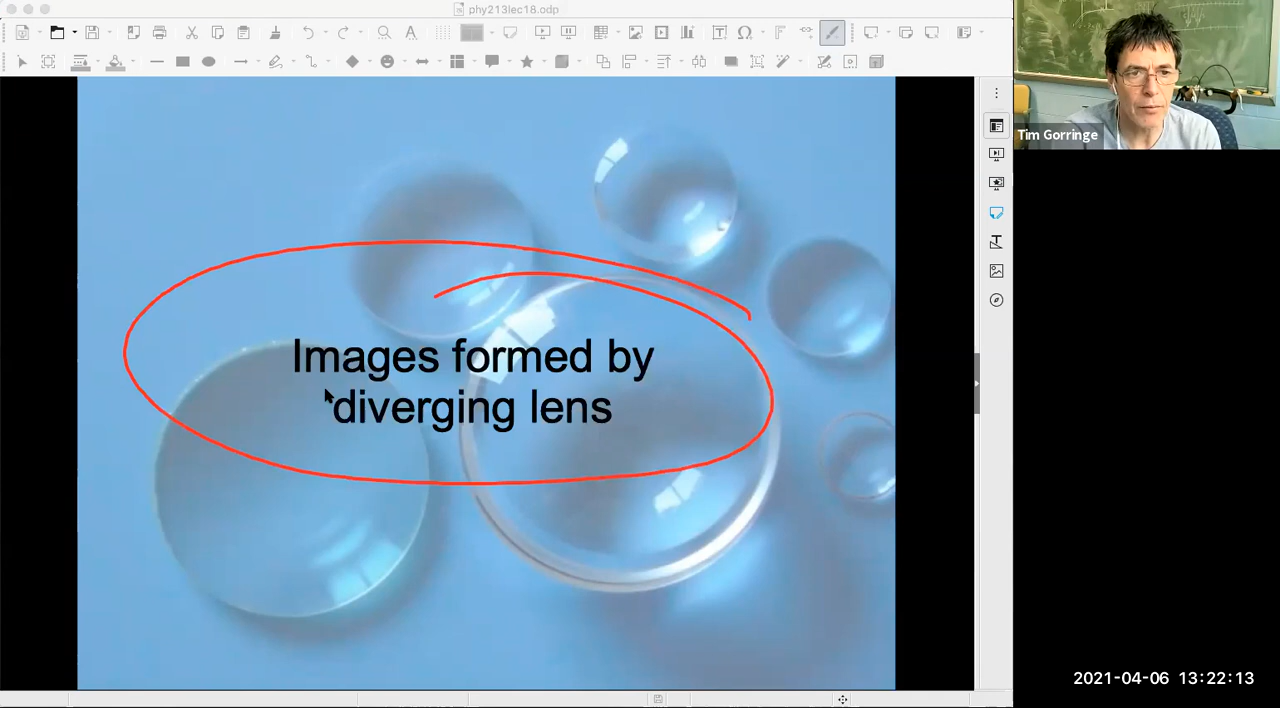 phy213lec18.odp
Tim Gorringe
Images formed by
diverging lens
2021-04-06 13:22:13